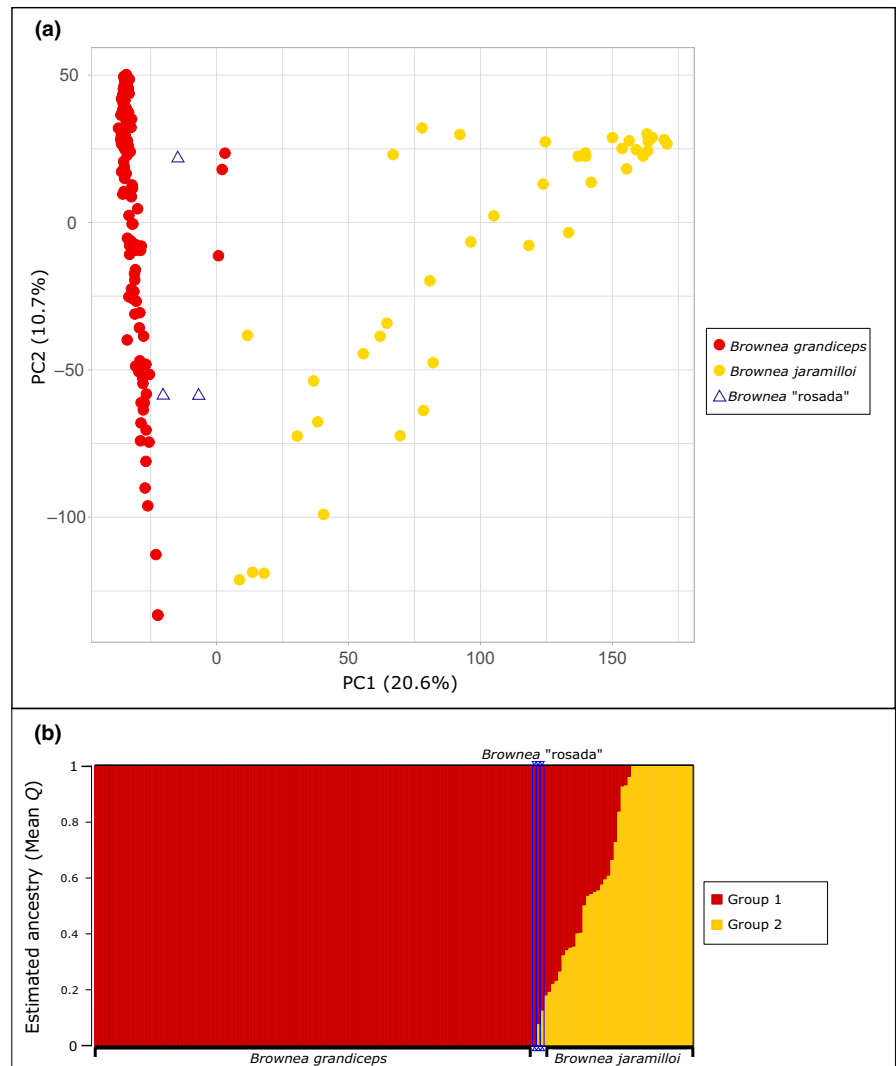 (a)
50
0
−50
−100
PC2 (10.7%)
0 50 100 150
PC1 (20.6%)
Brownea grandiceps
Brownea jaramilloi
Brownea "rosada"
(b)
Brownea "rosada"
1
0.8
0.6
0.4
0.2
0
Estimated ancestry (Mean Q)
Group 1
Group 2
Brownea grandiceps Brownea jaramilloi